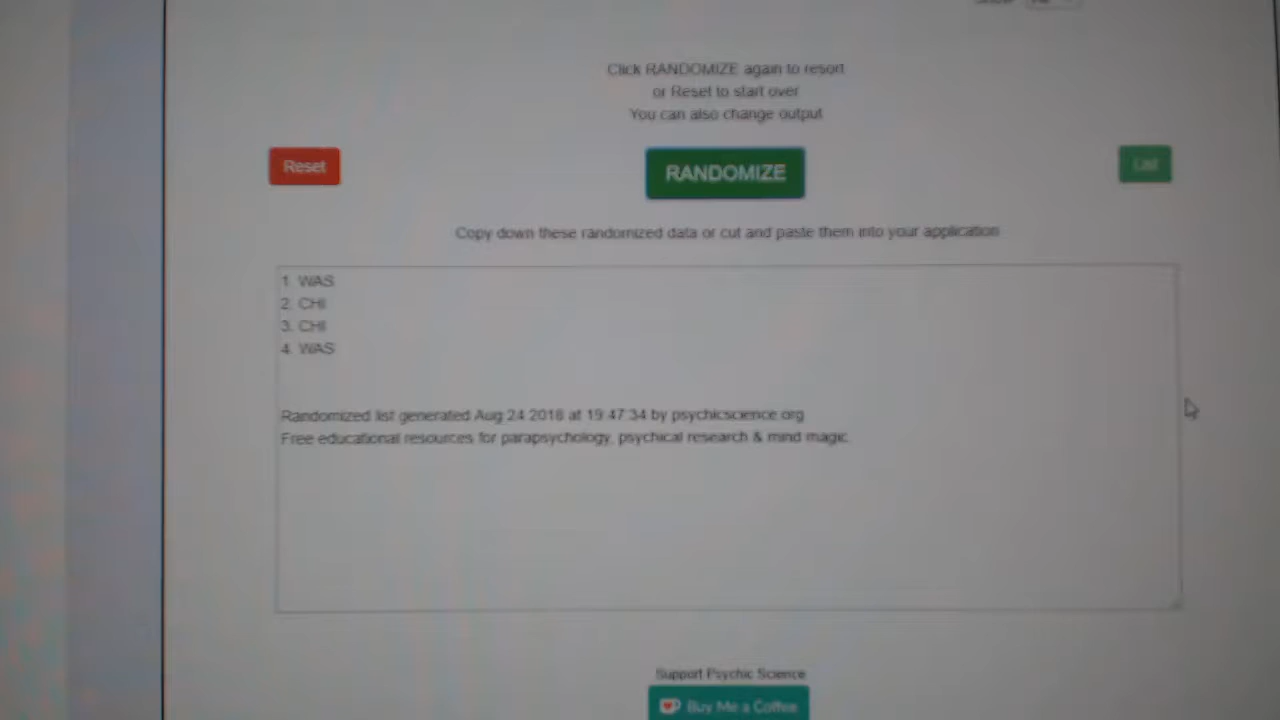 Click RANDOMIZE again to resort
or Reset to start over
You can also change output
Reset
RANDOMIZE
List
Copy down these randomized data or cut and paste them into your application
1. WAS
2. CHI
3. CHI
4. WAS
Randomized list generated Aug 24 2018 at 19:47:34 by psychicscience.org
Free educational resources for parapsychology, psychical research & mind magic.
Support Psychic Science
Buy Me a Coffee